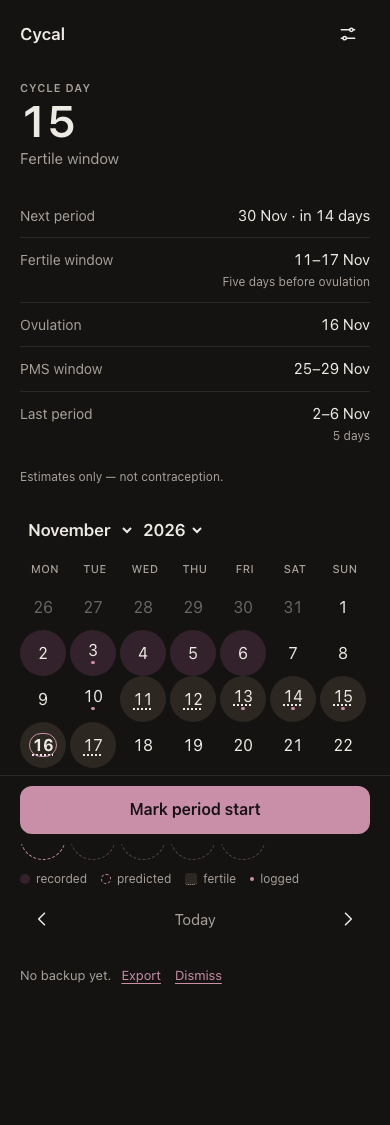 Cycal
CYCLE DAY
15
Fertile window
Next period 30 Nov · in 14 days
Fertile window 11–17 Nov
Five days before ovulation
Ovulation 16 Nov
PMS window 25–29 Nov
Last period 2–6 Nov
5 days
Estimates only — not contraception.
November 2026
MON TUE WED THU FRI SAT SUN
26 27 28 29 30 31 1
2 3 4 5 6 7 8
9 10 11 12 13 14 15
16 17 18 19 20 21 22
Mark period start
recorded predicted fertile logged
Today
No backup yet. Export Dismiss